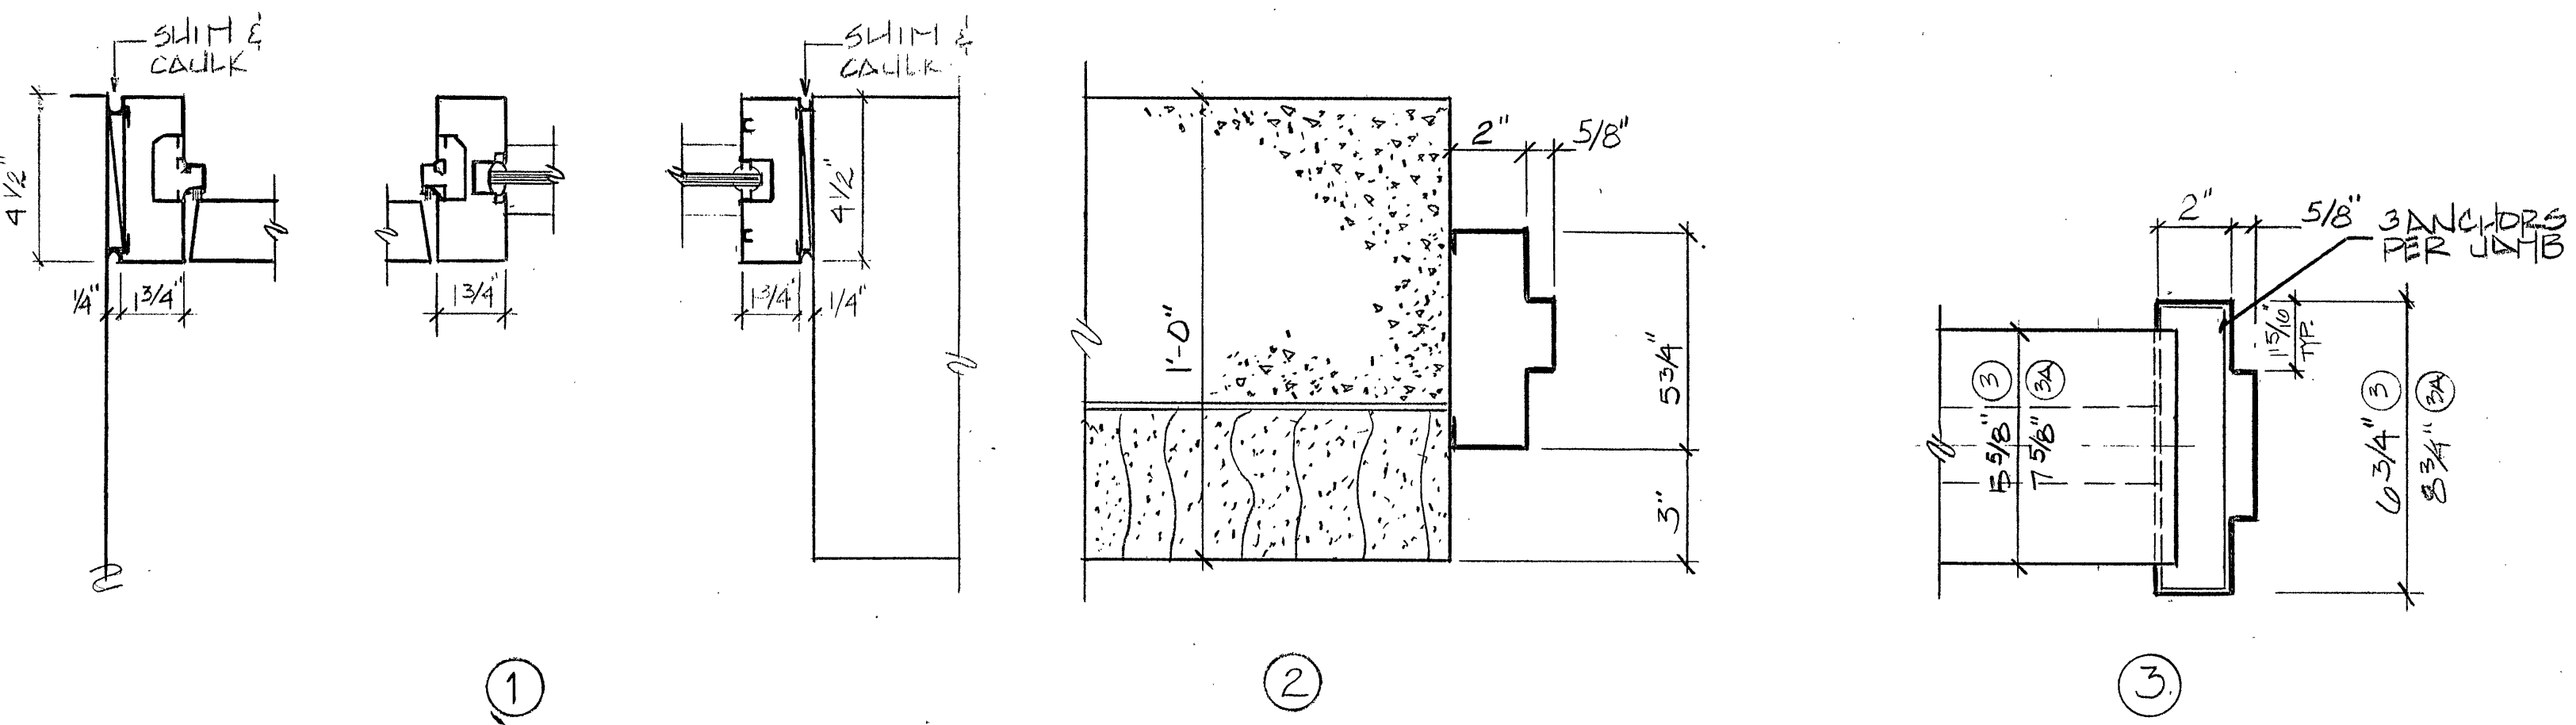 SHIM &
CAULK
4 1/2"
1/4"
1 3/4"
1 3/4"
SHIM &
CAULK
4 1/2"
1 3/4"
1/4"
1
1'-0"
2"
5/8"
5 3/4"
3"
2
2"
5/8"
3 ANCHORS
PER JAMB
1 5/16"
TYP.
5 5/8" 3
7 5/8" 3A
6 3/4" 3
8 3/4" 3A
3.